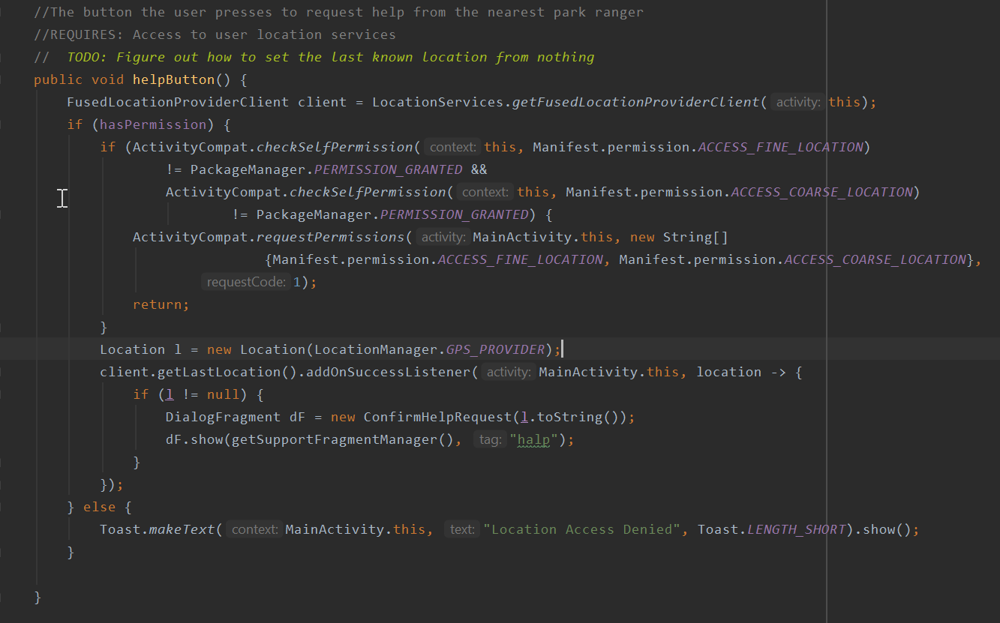 //The button the user presses to request help from the nearest park ranger
//REQUIRES: Access to user location services
//  TODO: Figure out how to set the last known location from nothing
public void helpButton() {
    FusedLocationProviderClient client = LocationServices.getFusedLocationProviderClient( activity: this);
    if (hasPermission) {
        if (ActivityCompat.checkSelfPermission( context: this, Manifest.permission.ACCESS_FINE_LOCATION)
                != PackageManager.PERMISSION_GRANTED &&
                ActivityCompat.checkSelfPermission( context: this, Manifest.permission.ACCESS_COARSE_LOCATION)
                        != PackageManager.PERMISSION_GRANTED) {
            ActivityCompat.requestPermissions( activity: MainActivity.this, new String[]
                            {Manifest.permission.ACCESS_FINE_LOCATION, Manifest.permission.ACCESS_COARSE_LOCATION},
                     requestCode: 1);
            return;
        }
        Location l = new Location(LocationManager.GPS_PROVIDER);
        client.getLastLocation().addOnSuccessListener( activity: MainActivity.this, location -> {
            if (l != null) {
                DialogFragment dF = new ConfirmHelpRequest(l.toString());
                dF.show(getSupportFragmentManager(), tag: "halp");
            }
        });
    } else {
        Toast.makeText( context: MainActivity.this, text: "Location Access Denied", Toast.LENGTH_SHORT).show();
    }
}